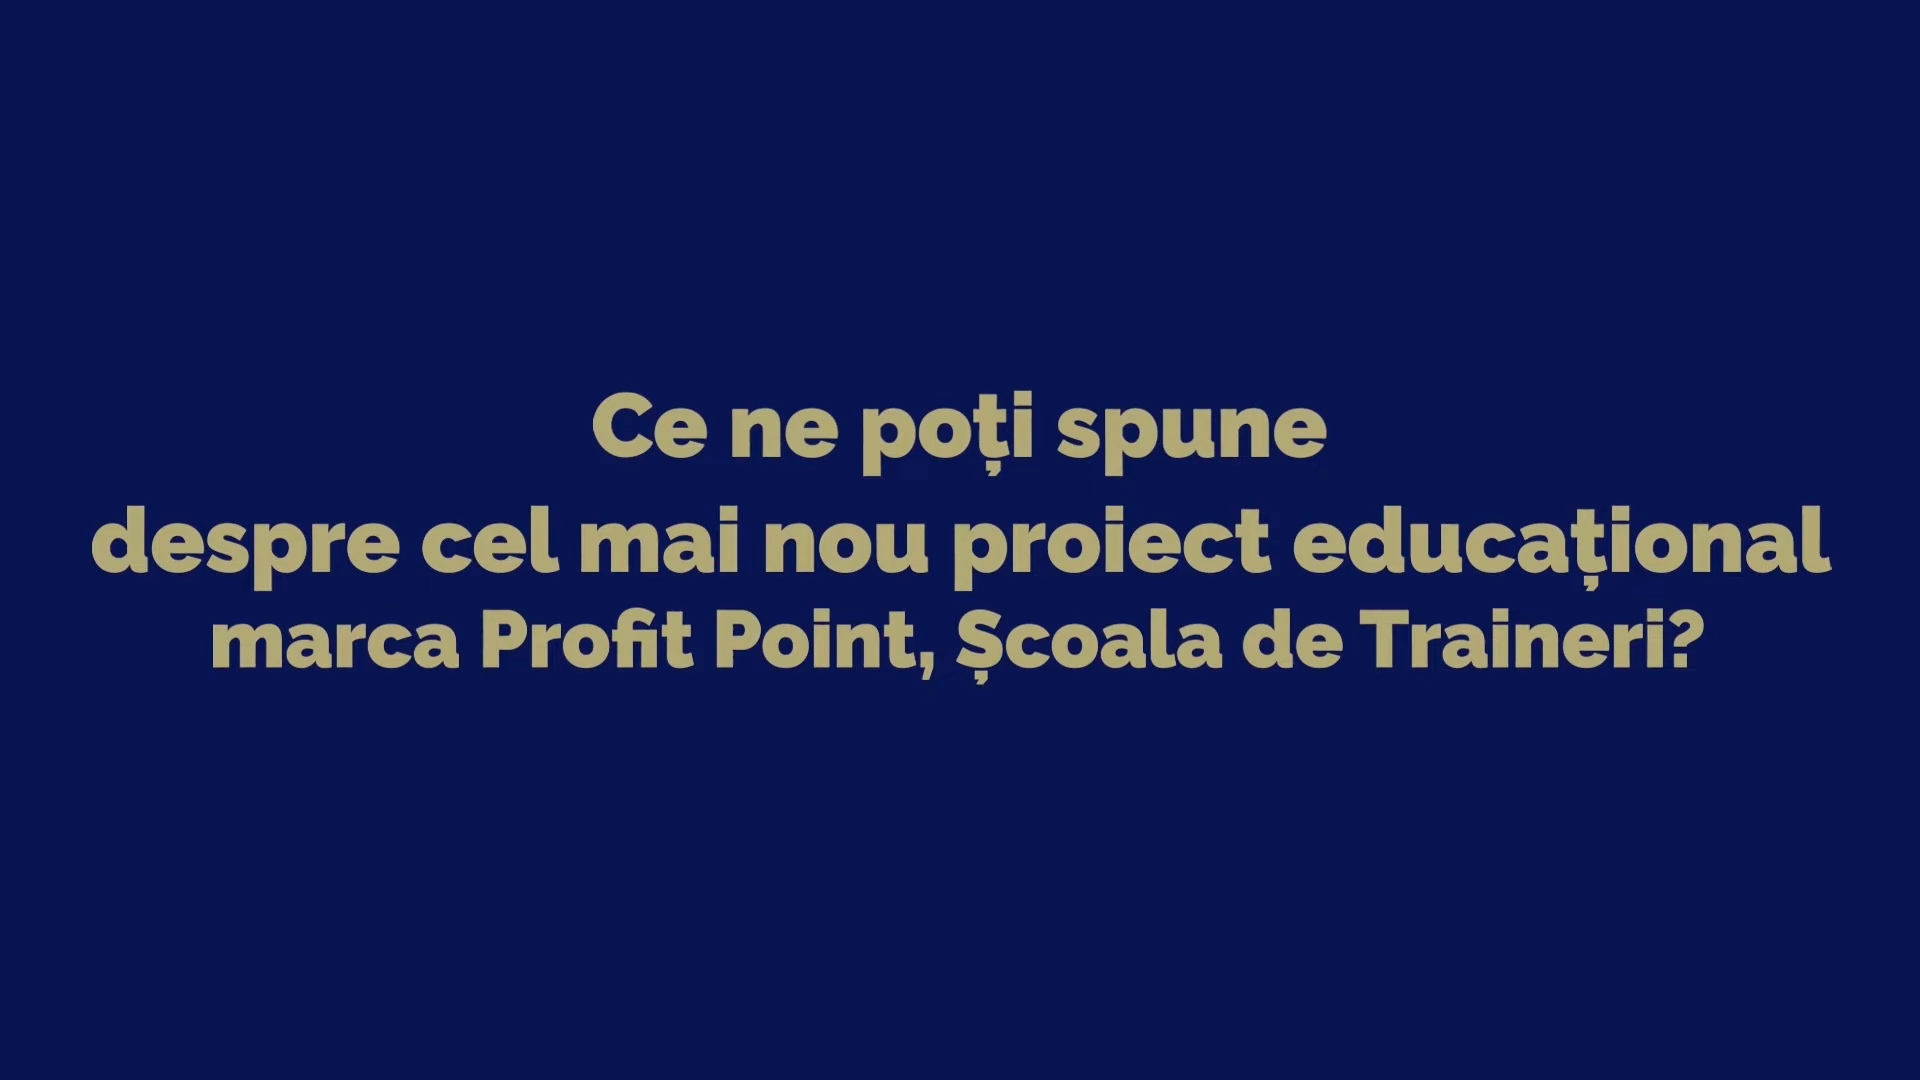 Ce ne poți spune
despre cel mai nou proiect educațional
marca Profit Point, Școala de Traineri?